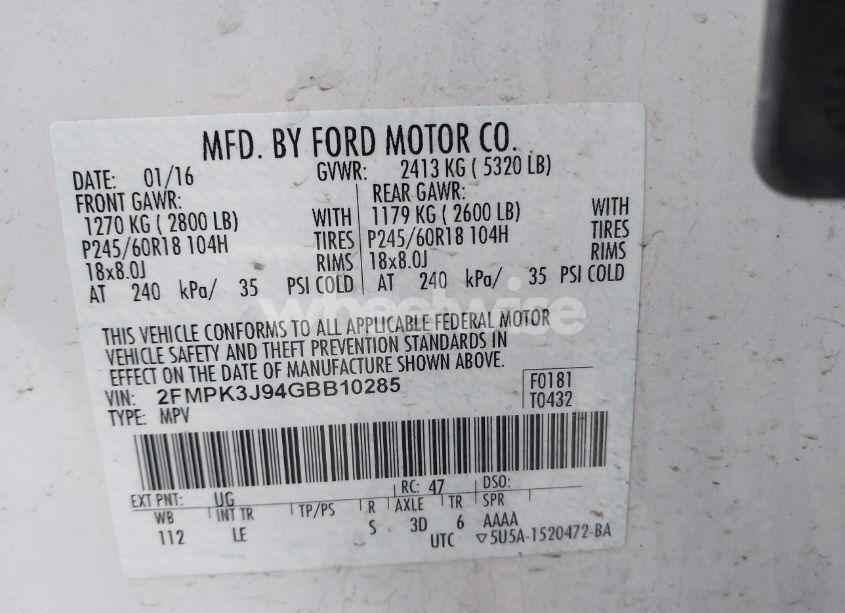 MFD. BY FORD MOTOR CO.
DATE: 01/16 GVWR: 2413 KG ( 5320 LB)
FRONT GAWR: REAR GAWR:
1270 KG ( 2800 LB) WITH 1179 KG ( 2600 LB) WITH
P245/60R18 104H TIRES P245/60R18 104H TIRES
18x8.0J RIMS 18x8.0J RIMS
AT 240 kPa/ 35 PSI COLD AT 240 kPa/ 35 PSI COLD
wheelwise
THIS VEHICLE CONFORMS TO ALL APPLICABLE FEDERAL MOTOR
VEHICLE SAFETY AND THEFT PREVENTION STANDARDS IN
EFFECT ON THE DATE OF MANUFACTURE SHOWN ABOVE.
VIN: 2FMPK3J94GBB10285 F0181
TYPE: MPV T0432
EXT PNT: UG RC: 47 DSO:
WB INT TR TP/PS R AXLE TR SPR
112 LE S 3D 6 AAAA
UTC ▽5U5A-1520472-BA